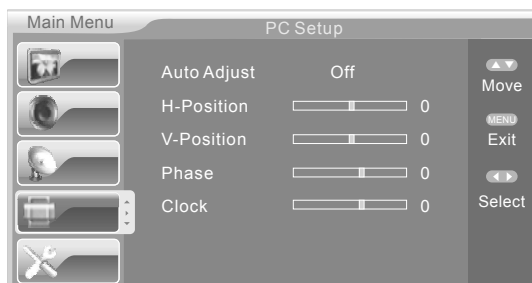 Main Menu
PC Setup
Auto Adjust Off
H-Position 0
V-Position 0
Phase 0
Clock 0
Move
MENU
Exit
Select